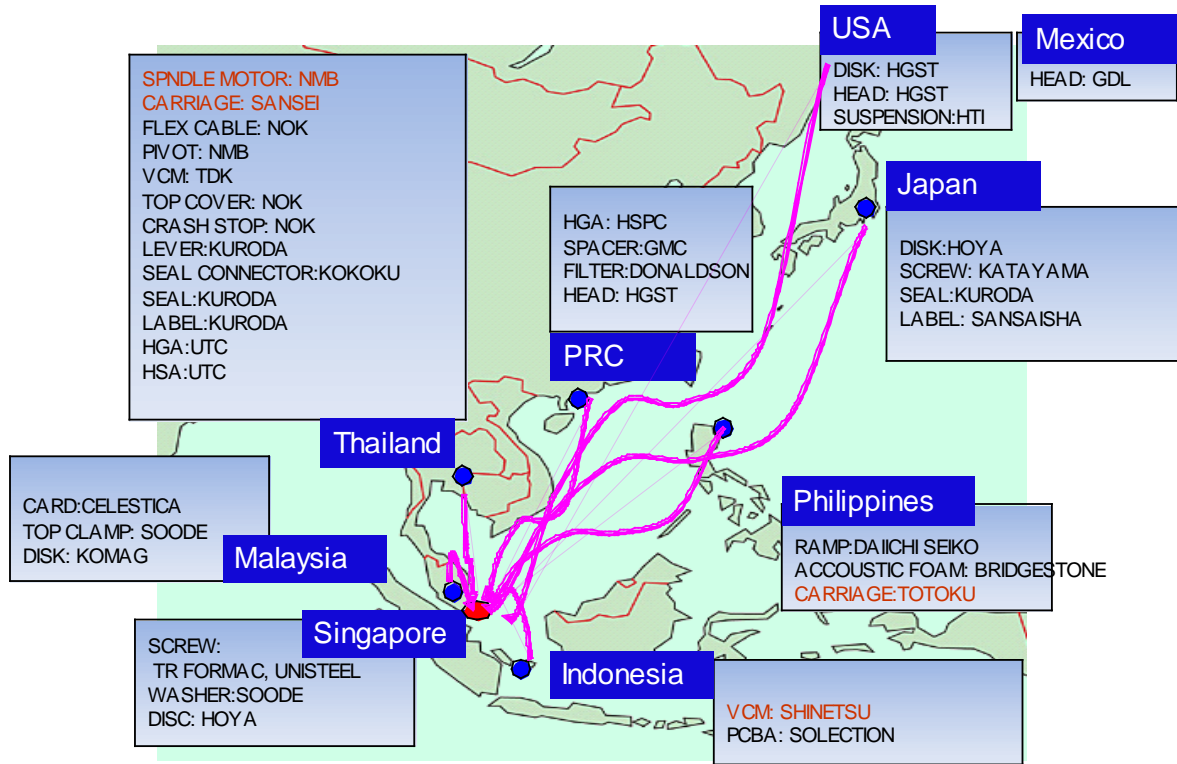 USA
DISK: HGST
HEAD: HGST
SUSPENSION:HTI
Mexico
HEAD: GDL
SPNDLE MOTOR: NMB
CARRIAGE: SANSEI
FLEX CABLE: NOK
PIVOT: NMB
VCM: TDK
TOP COVER: NOK
CRASH STOP: NOK
LEVER:KURODA
SEAL CONNECTOR:KOKOKU
SEAL:KURODA
LABEL:KURODA
HGA:UTC
HSA:UTC
Thailand
HGA: HSPC
SPACER:GMC
FILTER:DONALDSON
HEAD: HGST
PRC
Japan
DISK:HOYA
SCREW: KATAYAMA
SEAL:KURODA
LABEL: SANSAISHA
CARD:CELESTICA
TOP CLAMP: SOODE
DISK: KOMAG
Malaysia
Philippines
RAMP:DAIICHI SEIKO
ACCOUSTIC FOAM: BRIDGESTONE
CARRIAGE:TOTOKU
Singapore
SCREW:
TR FORMAC, UNISTEEL
WASHER:SOODE
DISC: HOYA
Indonesia
VCM: SHINETSU
PCBA: SOLECTION